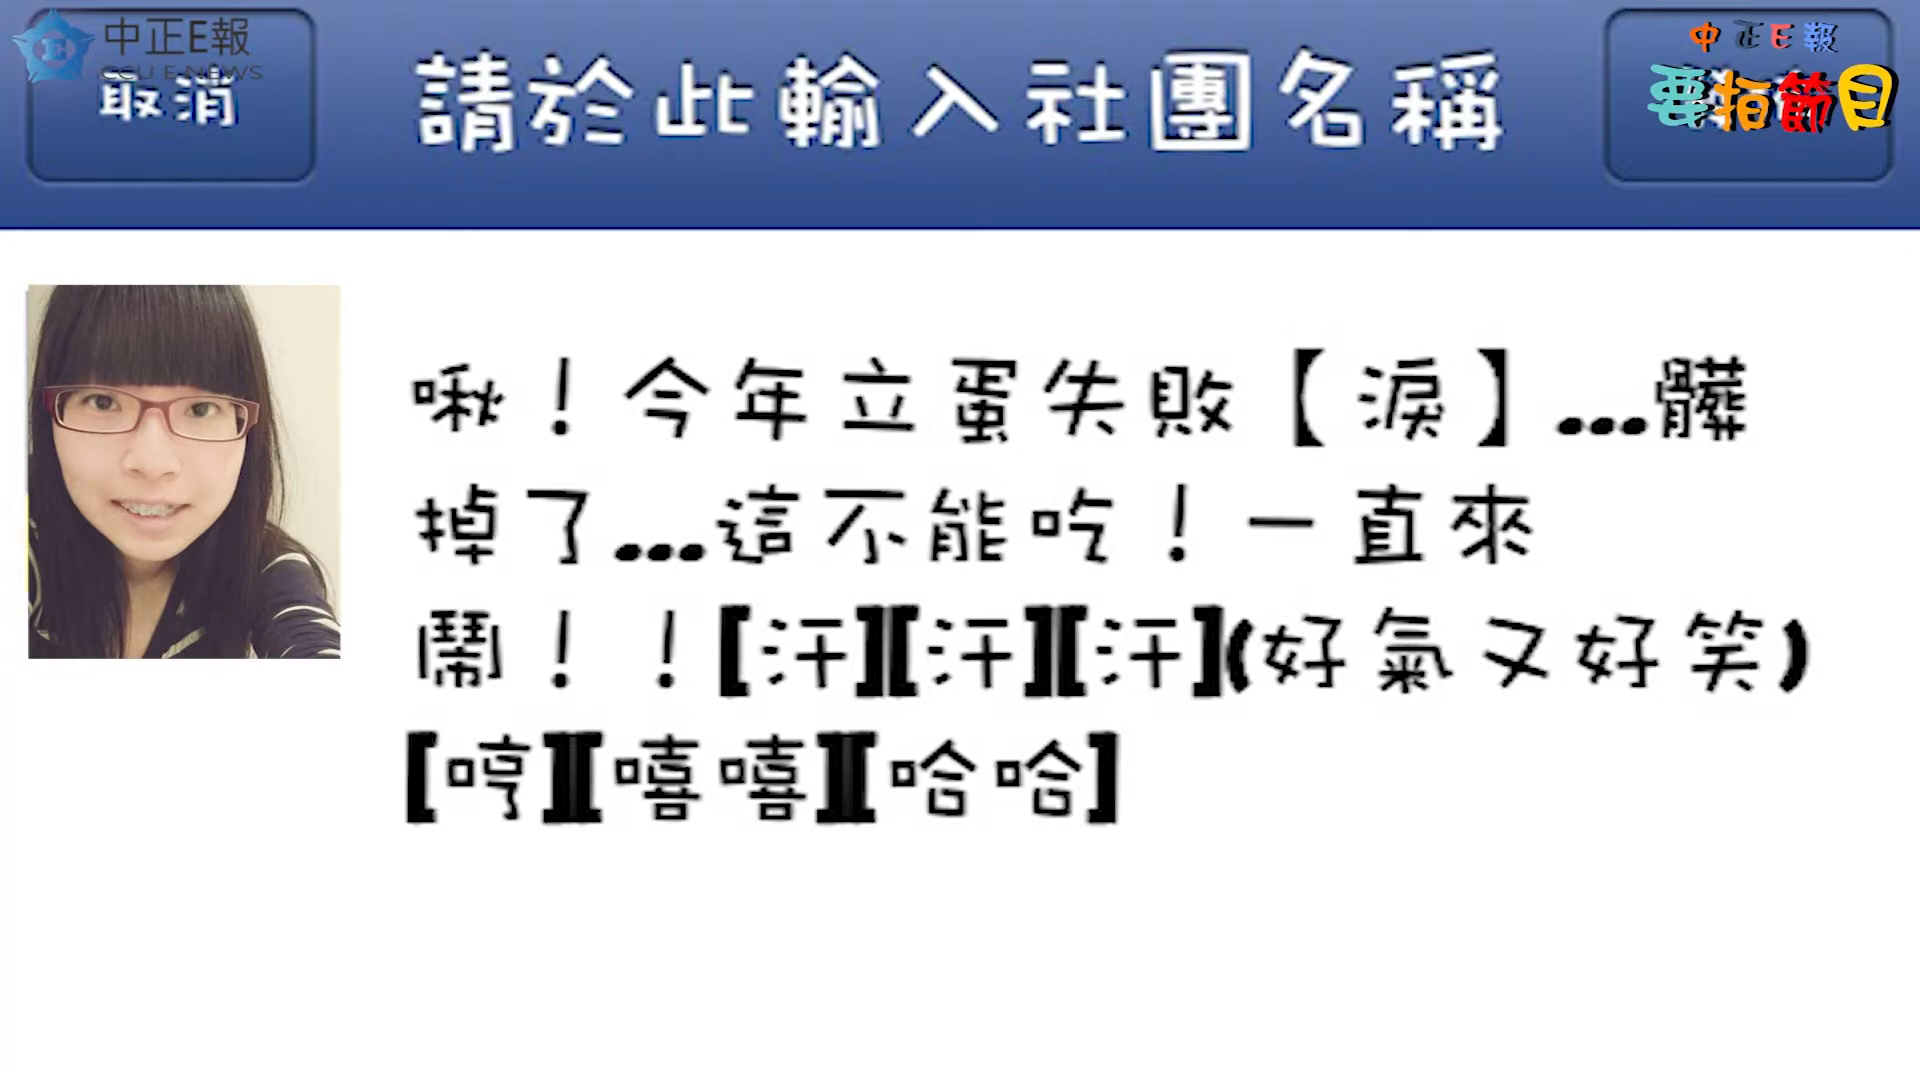 中正E報
CCU E-NEWS
取消
請於此輸入社團名稱
中正E報
要指節目
啾！今年立蛋失敗【淚】...髒
掉了...這不能吃！一直來
鬧！！[汗][汗][汗](好氣又好笑)
[哼][嘻嘻][哈哈]